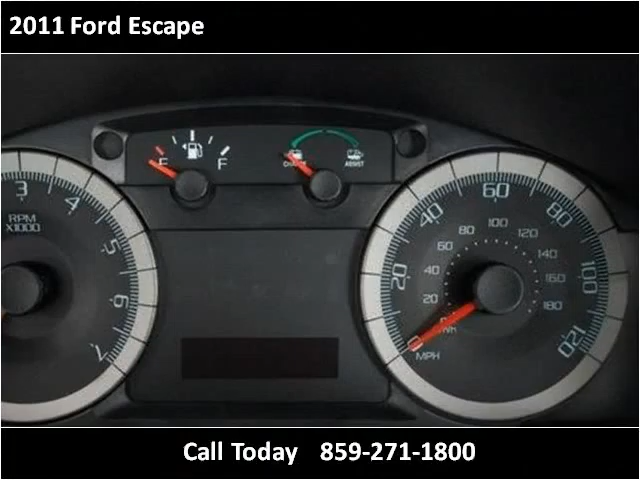 2011 Ford Escape
E F
CHARGE ASSIST
3 4 5 6 7
RPM
X1000
0 20 40 60 80 100 120
20 40 60 80 100 120 140 160 180
MPH
Call Today 859-271-1800